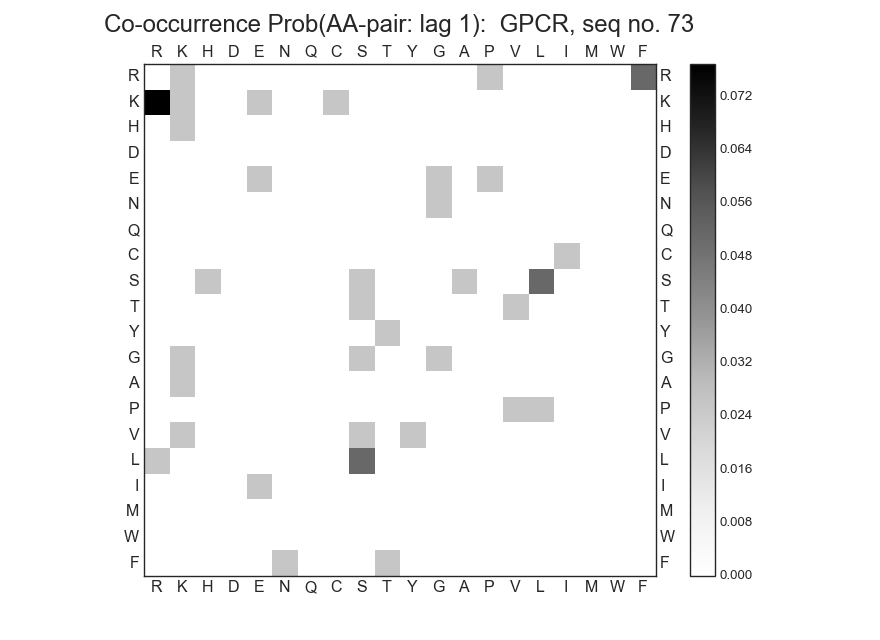 Co-occurrence Prob(AA-pair: lag 1):  GPCR, seq no. 73
R K H D E N Q C S T Y G A P V L I M W F
R R
K K
H H
D D
E E
N N
Q Q
C C
S S
T T
Y Y
G G
A A
P P
V V
L L
I I
M M
W W
F F
R K H D E N Q C S T Y G A P V L I M W F
0.072
0.064
0.056
0.048
0.040
0.032
0.024
0.016
0.008
0.000